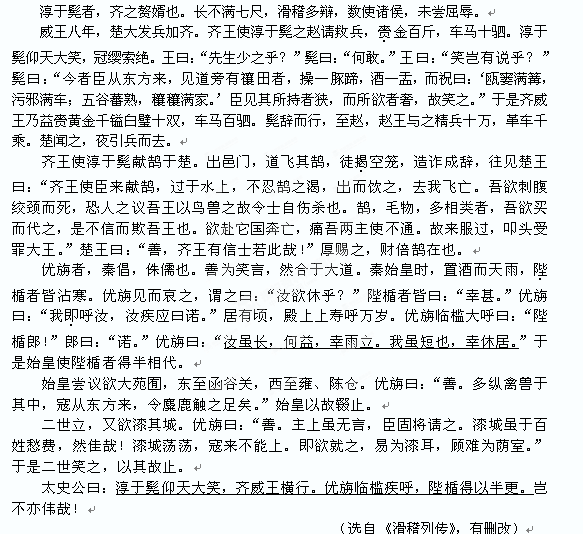 淳于髡者，齐之赘婿也。长不满七尺，滑稽多辩，数使诸侯，未尝屈辱。
威王八年，楚大发兵加齐。齐王使淳于髡之赵请救兵，赍金百斤，车马十驷。淳于
髡仰天大笑，冠缨索绝。王曰：“先生少之乎？”髡曰：“何敢。”王曰：“笑岂有说乎？”
髡曰：“今者臣从东方来，见道旁有禳田者，操一豚蹄，酒一盂，而祝曰：‘瓯窭满篝，
污邪满车；五谷蕃熟，穰穰满家。’臣见其所持者狭，而所欲者奢，故笑之。”于是齐威
王乃益赍黄金千镒白璧十双，车马百驷。髡辞而行，至赵，赵王与之精兵十万，革车千
乘。楚闻之，夜引兵而去。
齐王使淳于髡献鹄于楚。出邑门，道飞其鹄，徒揭空笼，造诈成辞，往见楚王
曰：“齐王使臣来献鹄，过于水上，不忍鹄之渴，出而饮之，去我飞亡。吾欲刺腹
绞颈而死，恐人之议吾王以鸟兽之故令士自伤杀也。鹄，毛物，多相类者，吾欲买
而代之，是不信而欺吾王也。欲赴它国奔亡，痛吾两主使不通。故来服过，叩头受
罪大王。”楚王曰：“善，齐王有信士若此哉！”厚赐之，财倍鹄在也。
优旃者，秦倡，侏儒也。善为笑言，然合于大道。秦始皇时，置酒而天雨，陛
楯者皆沾寒。优旃见而哀之，谓之曰：“汝欲休乎？”陛楯者皆曰：“幸甚。”优旃
曰：“我即呼汝，汝疾应曰诺。”居有顷，殿上上寿呼万岁。优旃临槛大呼曰：“陛
楯郎！”郎曰：“诺。”优旃曰：“汝虽长，何益，幸雨立。我虽短也，幸休居。”于
是始皇使陛楯者得半相代。
始皇尝议欲大苑囿，东至函谷关，西至雍、陈仓。优旃曰：“善。多纵禽兽于
其中，寇从东方来，令麋鹿触之足矣。”始皇以故辍止。
二世立，又欲漆其城。优旃曰：“善。主上虽无言，臣固将请之。漆城虽于百
姓愁费，然佳哉！漆城荡荡，寇来不能上。即欲就之，易为漆耳，顾难为荫室。”
于是二世笑之，以其故止。
太史公曰：淳于髡仰天大笑，齐威王横行。优旃临槛疾呼，陛楯得以半更。岂
不亦伟哉！
（选自《滑稽列传》，有删改）